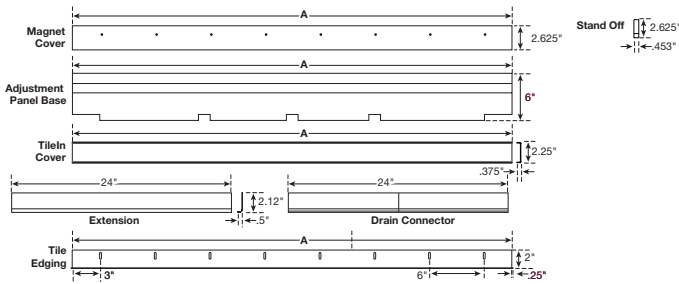 A
Magnet
Cover
2.625"
Stand Off
2.625"
.453"
A
Adjustment
Panel Base
6"
A
TileIn
Cover
2.25"
.375"
24"
2.12"
.5"
Extension
24"
Drain Connector
A
Tile
Edging
2"
3"
6"
.25"